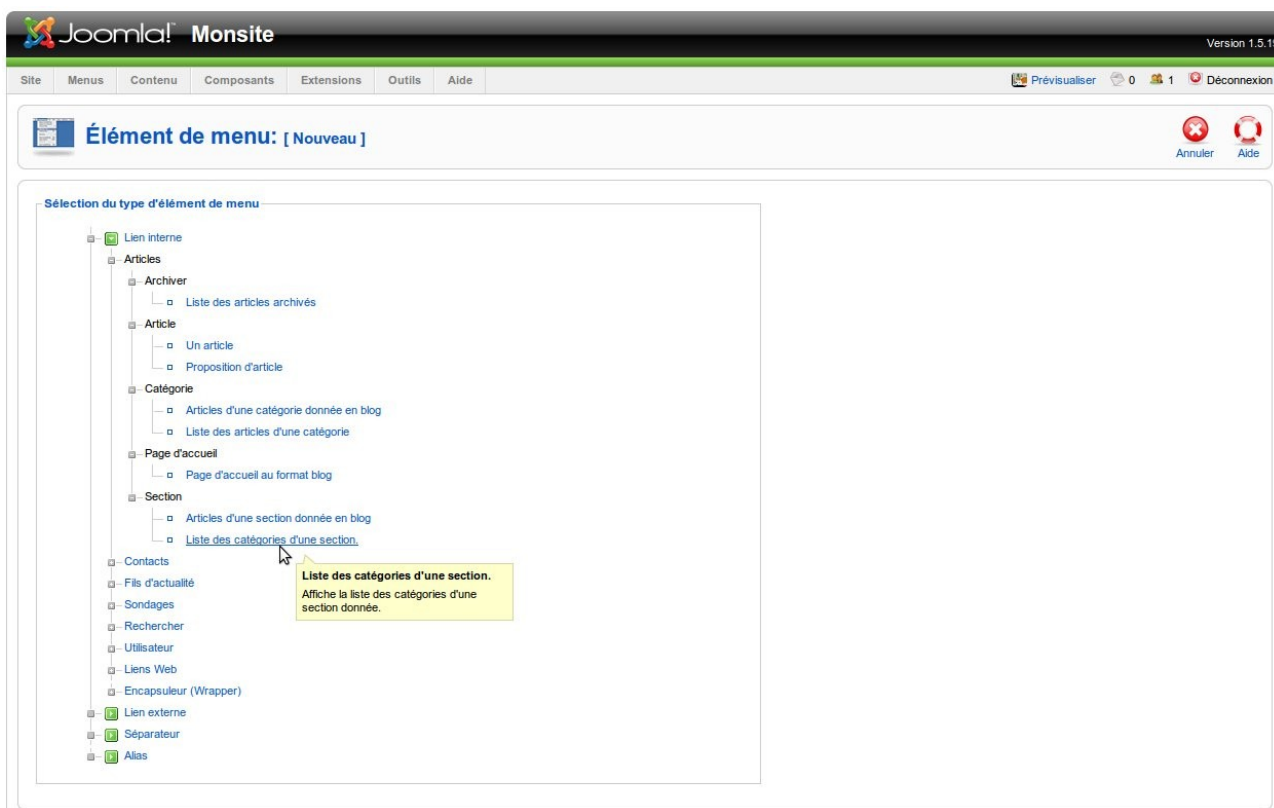 Joomla! Monsite
Version 1.5.15
Site Menus Contenu Composants Extensions Outils Aide Prévisualiser 0 1 Déconnexion
Élément de menu: [ Nouveau ]
Annuler Aide
Sélection du type d'élément de menu
Lien interne
Articles
Archiver
Liste des articles archivés
Article
Un article
Proposition d'article
Catégorie
Articles d'une catégorie donnée en blog
Liste des articles d'une catégorie
Page d'accueil
Page d'accueil au format blog
Section
Articles d'une section donnée en blog
Liste des catégories d'une section.
Contacts
Liste des catégories d'une section.
Fils d'actualité
Affiche la liste des catégories d'une
section donnée.
Sondages
Rechercher
Utilisateur
Liens Web
Encapsuleur (Wrapper)
Lien externe
Séparateur
Alias